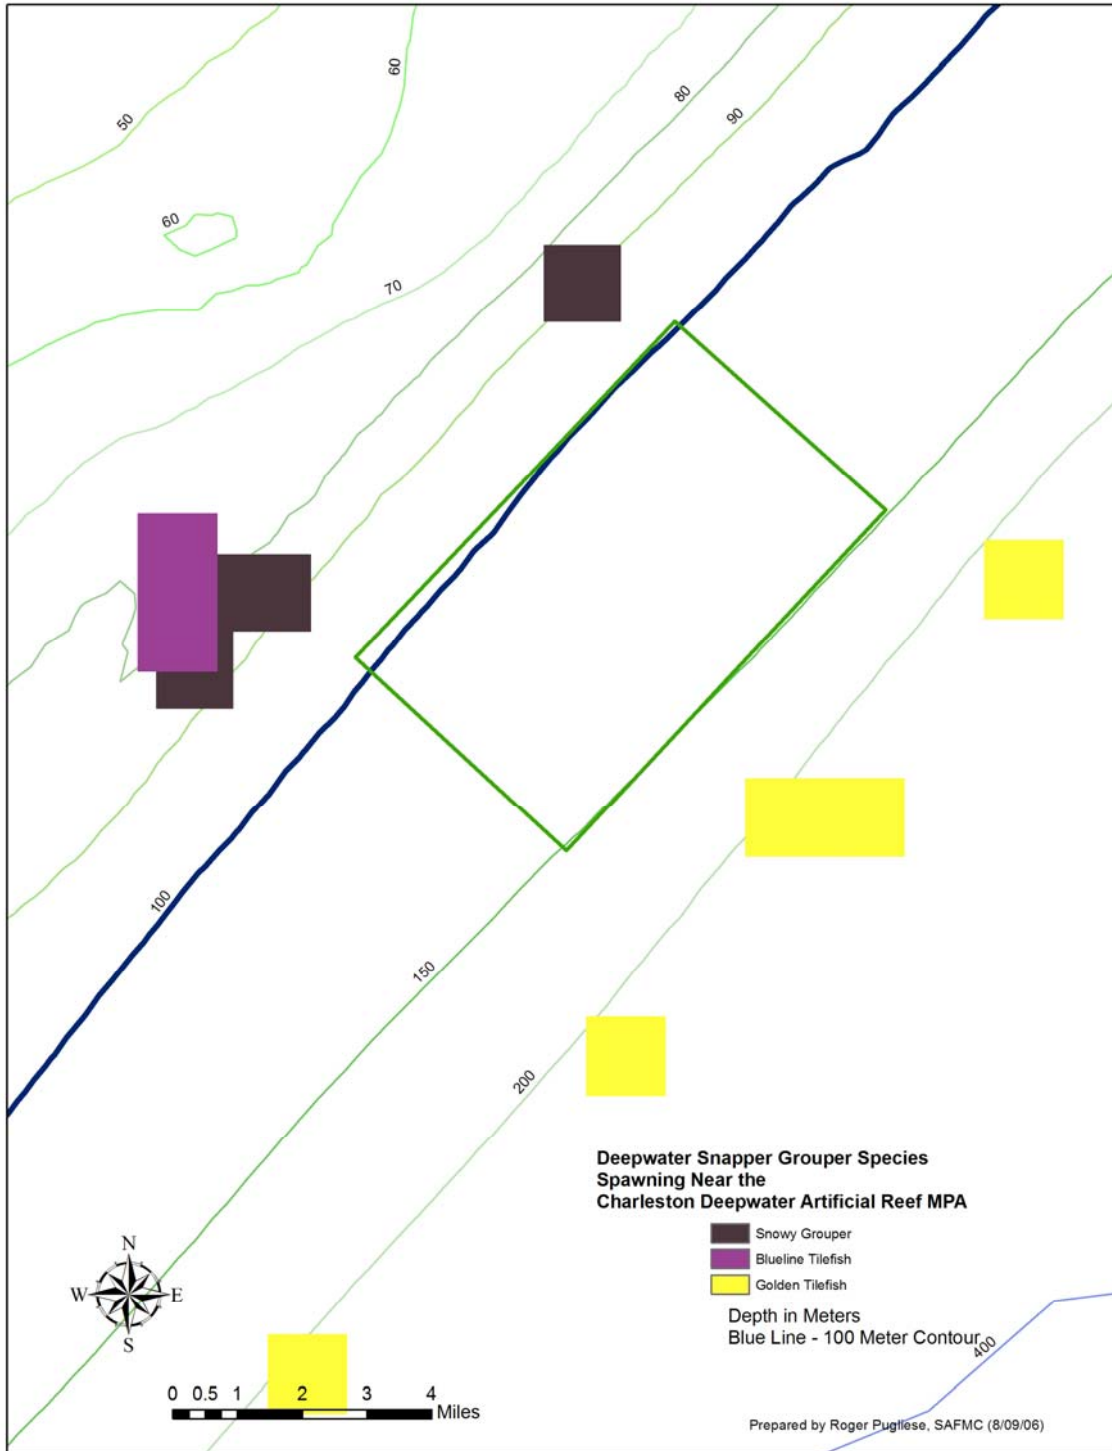 60
80
90
50
60
70
100
150
200
Deepwater Snapper Grouper Species
Spawning Near the
Charleston Deepwater Artificial Reef MPA
Snowy Grouper
Blueline Tilefish
Golden Tilefish
Depth in Meters
Blue Line - 100 Meter Contour
400
N
W E
S
0 0.5 1 2 3 4
Miles
Prepared by Roger Pugliese, SAFMC (8/09/06)